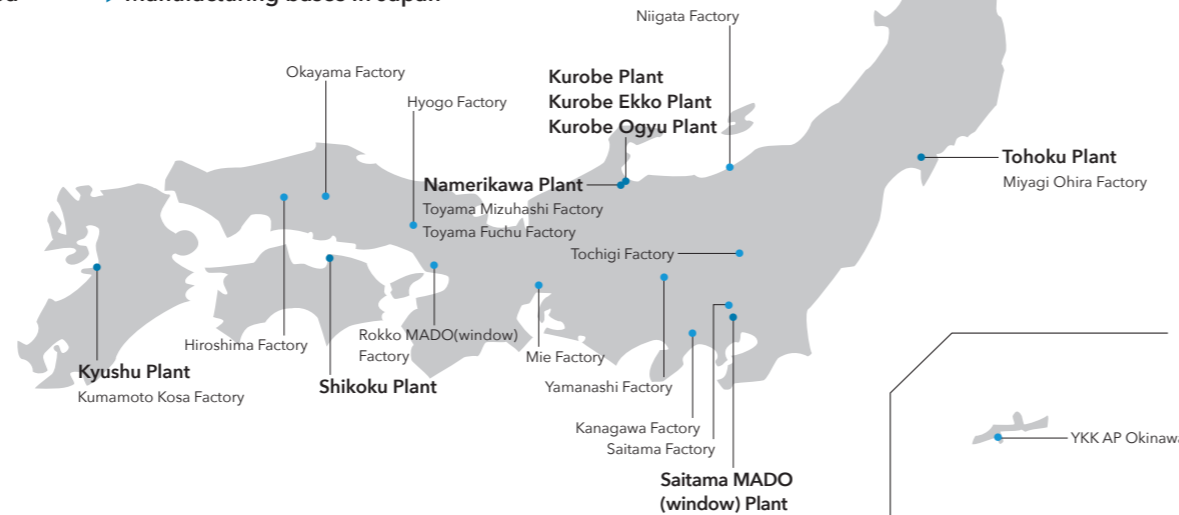 manufacturing bases in Japan
Niigata Factory
Okayama Factory
Hyogo Factory
Kurobe Plant
Kurobe Ekko Plant
Kurobe Ogyu Plant
Tohoku Plant
Miyagi Ohira Factory
Namerikawa Plant
Toyama Mizuhashi Factory
Toyama Fuchu Factory
Tochigi Factory
Hiroshima Factory
Rokko MADO(window)
Factory
Mie Factory
Kyushu Plant
Kumamoto Kosa Factory
Shikoku Plant
Yamanashi Factory
Kanagawa Factory
Saitama Factory
Saitama MADO
(window) Plant
YKK AP Okinawa